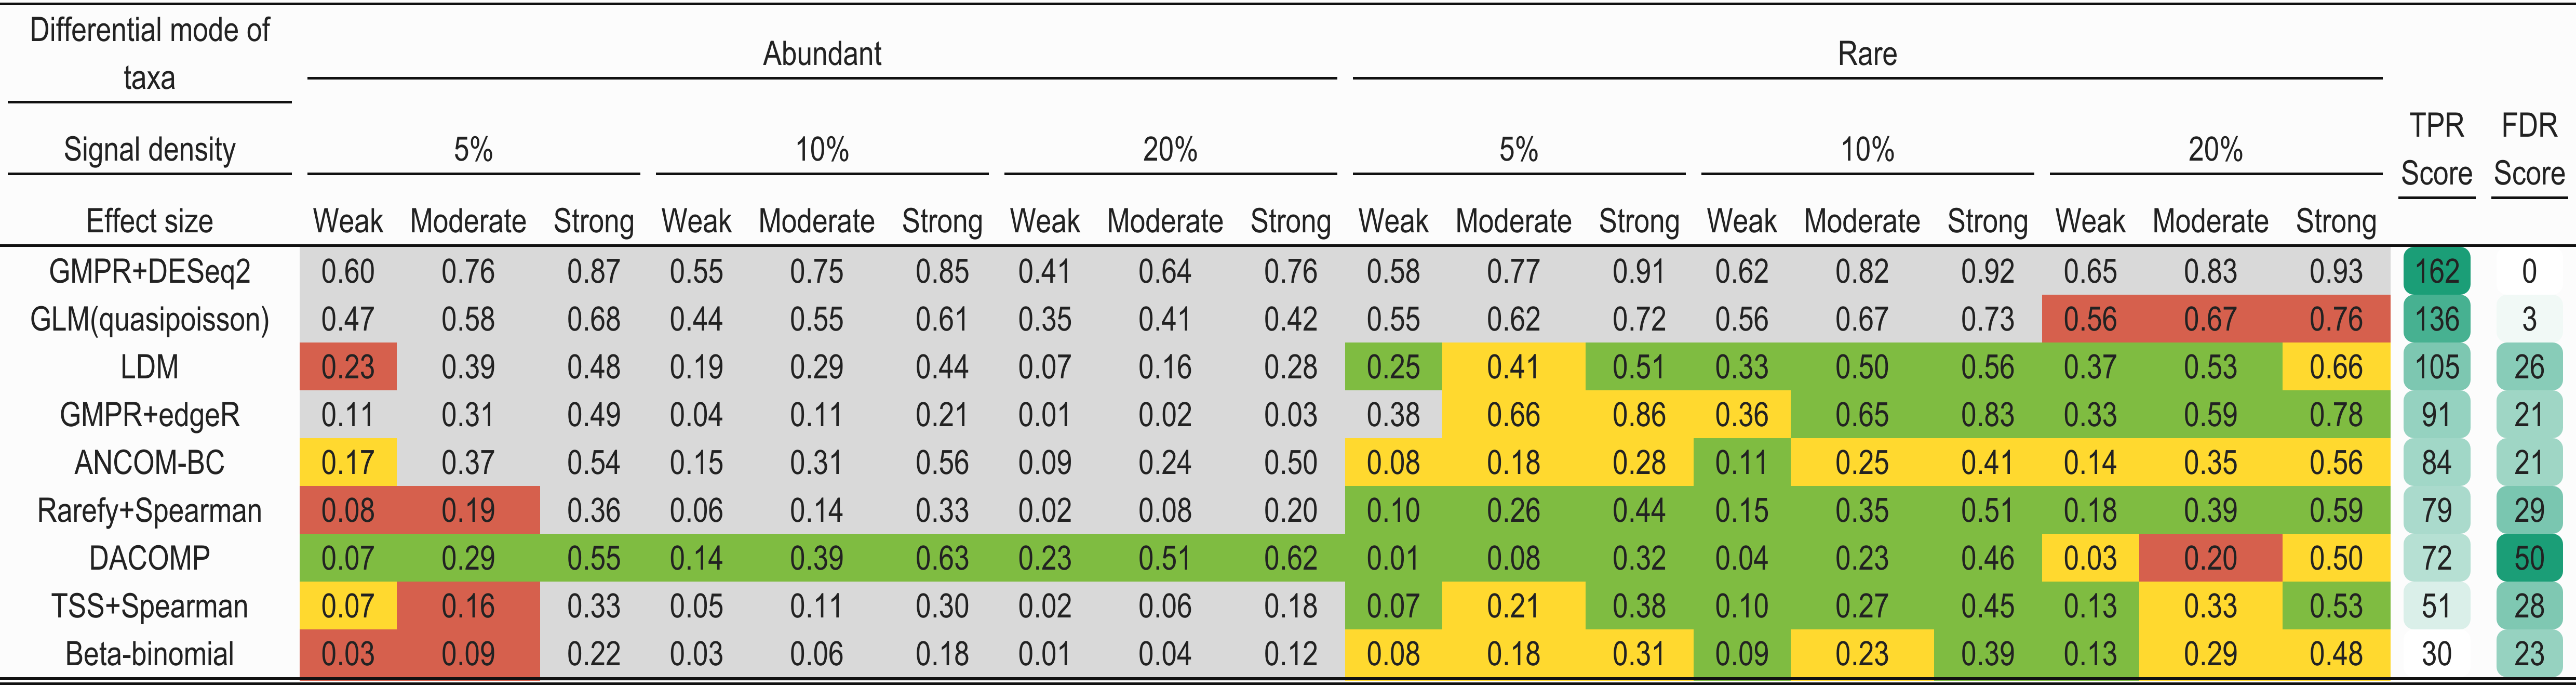 Differential mode of
taxa
Abundant
Rare
TPR
Score
FDR
Score
Signal density 5% 10% 20% 5% 10% 20%
Effect size Weak Moderate Strong Weak Moderate Strong Weak Moderate Strong Weak Moderate Strong Weak Moderate Strong Weak Moderate Strong
GMPR+DESeq2 0.60 0.76 0.87 0.55 0.75 0.85 0.41 0.64 0.76 0.58 0.77 0.91 0.62 0.82 0.92 0.65 0.83 0.93 162 0
GLM(quasipoisson) 0.47 0.58 0.68 0.44 0.55 0.61 0.35 0.41 0.42 0.55 0.62 0.72 0.56 0.67 0.73 0.56 0.67 0.76 136 3
LDM 0.23 0.39 0.48 0.19 0.29 0.44 0.07 0.16 0.28 0.25 0.41 0.51 0.33 0.50 0.56 0.37 0.53 0.66 105 26
GMPR+edgeR 0.11 0.31 0.49 0.04 0.11 0.21 0.01 0.02 0.03 0.38 0.66 0.86 0.36 0.65 0.83 0.33 0.59 0.78 91 21
ANCOM-BC 0.17 0.37 0.54 0.15 0.31 0.56 0.09 0.24 0.50 0.08 0.18 0.28 0.11 0.25 0.41 0.14 0.35 0.56 84 21
Rarefy+Spearman 0.08 0.19 0.36 0.06 0.14 0.33 0.02 0.08 0.20 0.10 0.26 0.44 0.15 0.35 0.51 0.18 0.39 0.59 79 29
DACOMP 0.07 0.29 0.55 0.14 0.39 0.63 0.23 0.51 0.62 0.01 0.08 0.32 0.04 0.23 0.46 0.03 0.20 0.50 72 50
TSS+Spearman 0.07 0.16 0.33 0.05 0.11 0.30 0.02 0.06 0.18 0.07 0.21 0.38 0.10 0.27 0.45 0.13 0.33 0.53 51 28
Beta-binomial 0.03 0.09 0.22 0.03 0.06 0.18 0.01 0.04 0.12 0.08 0.18 0.31 0.09 0.23 0.39 0.13 0.29 0.48 30 23